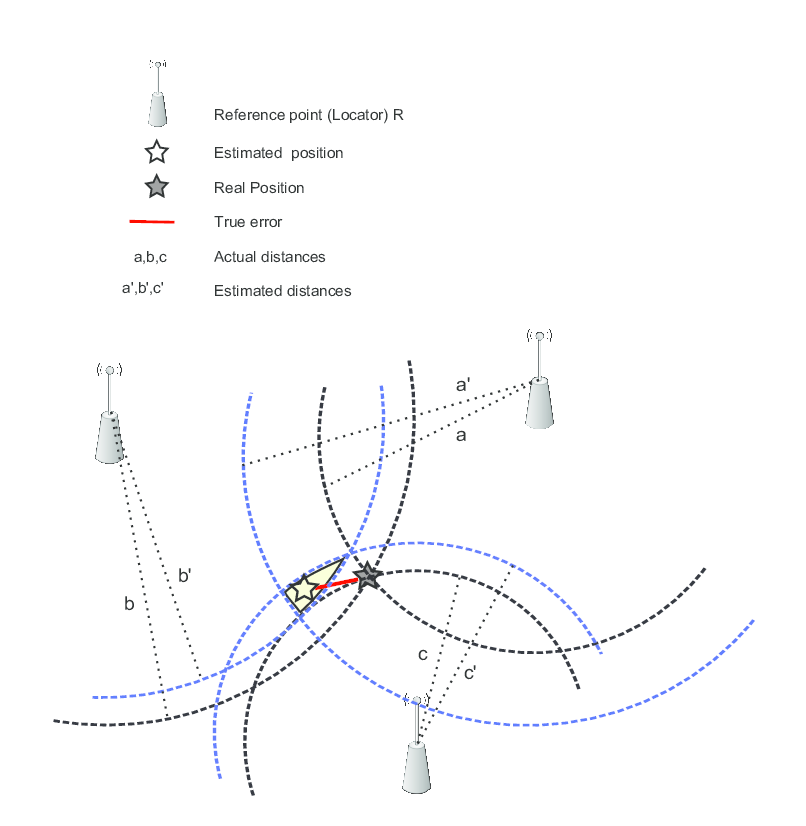 Reference point (Locator) R
Estimated position
Real Position
True error
a,b,c Actual distances
a',b',c' Estimated distances
a'
a
b'
b
c
c'